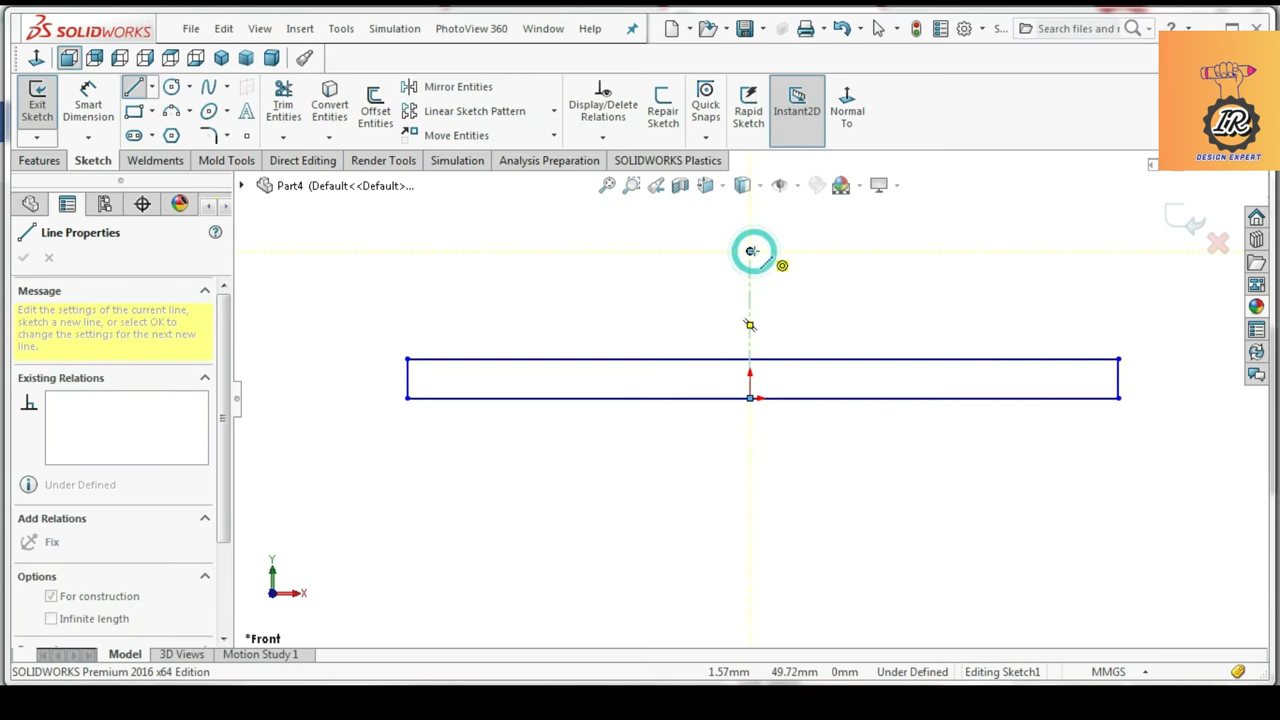 SOLIDWORKS
File Edit View Insert Tools Simulation PhotoView 360 Window Help
S... Search files and r
Exit Sketch
Smart Dimension
Trim Entities
Convert Entities
Offset Entities
Mirror Entities
Linear Sketch Pattern
Move Entities
Display/Delete Relations
Repair Sketch
Quick Snaps
Rapid Sketch
Instant2D
Normal To
IR
DESIGN EXPERT
Features Sketch Weldments Mold Tools Direct Editing Render Tools Simulation Analysis Preparation SOLIDWORKS Plastics
Part4 (Default<<Default>...
Line Properties
Message
Edit the settings of the current line,
sketch a new line, or select OK to
change the settings for the next new
line.
Existing Relations
Under Defined
Add Relations
Fix
Options
For construction
Infinite length
Y
X
*Front
Model 3D Views Motion Study 1
SOLIDWORKS Premium 2016 x64 Edition 1.57mm 49.72mm 0mm Under Defined Editing Sketch1 MMGS